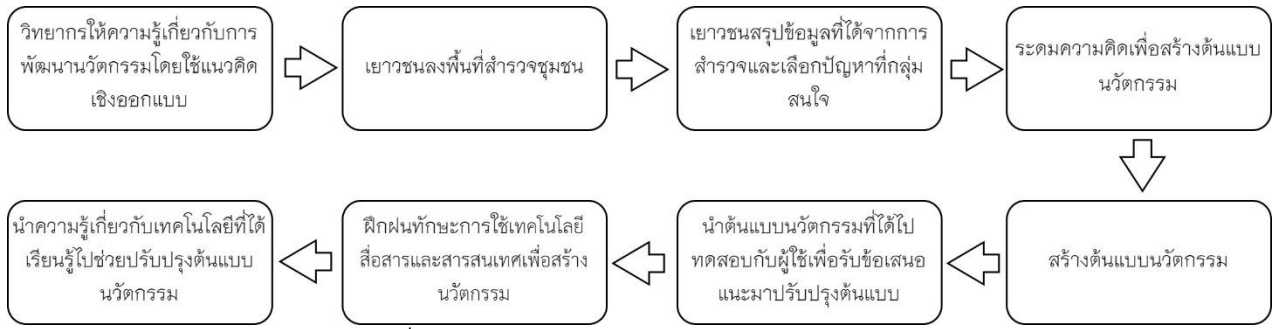 วิทยากรให้ความรู้เกี่ยวกับการ
พัฒนานวัตกรรมโดยใช้แนวคิด
เชิงออกแบบ
เยาวชนลงพื้นที่สำรวจชุมชน
เยาวชนสรุปข้อมูลที่ได้จากการ
สำรวจและเลือกปัญหาที่กลุ่ม
สนใจ
ระดมความคิดเพื่อสร้างต้นแบบ
นวัตกรรม
สร้างต้นแบบนวัตกรรม
นำต้นแบบนวัตกรรมที่ได้ไป
ทดสอบกับผู้ใช้เพื่อรับข้อเสนอ
แนะมาปรับปรุงต้นแบบ
ฝึกฝนทักษะการใช้เทคโนโลยี
สื่อสารและสารสนเทศเพื่อสร้าง
นวัตกรรม
นำความรู้เกี่ยวกับเทคโนโลยีที่ได้
เรียนรู้ไปช่วยปรับปรุงต้นแบบ
นวัตกรรม